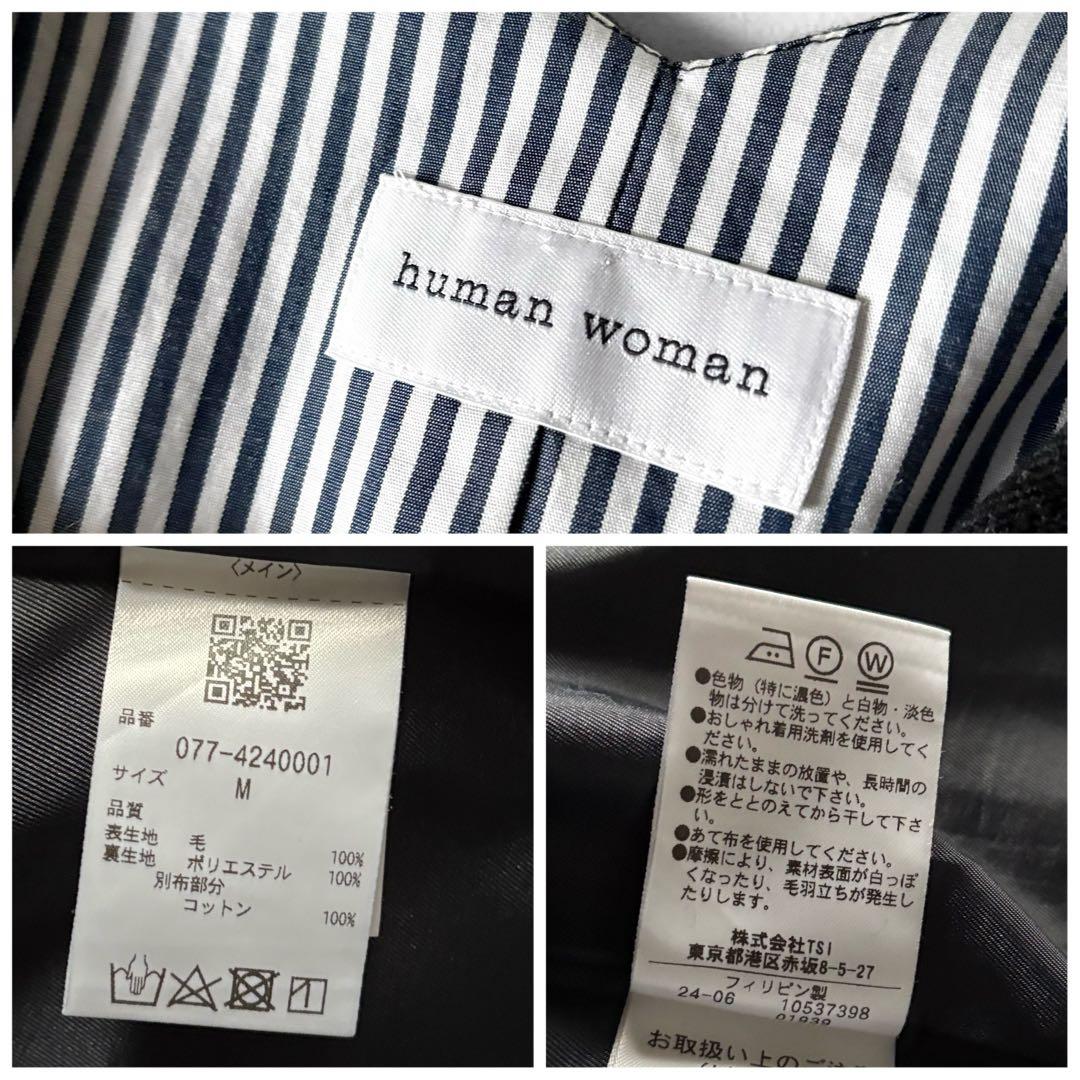 human woman
〈メイン〉
品番
077-4240001
サイズ
M
品質
表生地 毛 100%
裏生地 ポリエステル 100%
別布部分
コットン 100%
F W
●色物（特に濃色）と白物・淡色
物は分けて洗ってください。
●おしゃれ着用洗剤を使用してく
ださい。
●濡れたままの放置や、長時間の
浸漬はしないで下さい。
●形をととのえてから干して下さ
い。
●あて布を使用してください。
●摩擦により、素材表面が白っぽ
くなったり、毛羽立ちが発生し
たりします。
株式会社TSI
東京都港区赤坂8-5-27
フィリピン製
24-06 10537398
お取扱い上のご